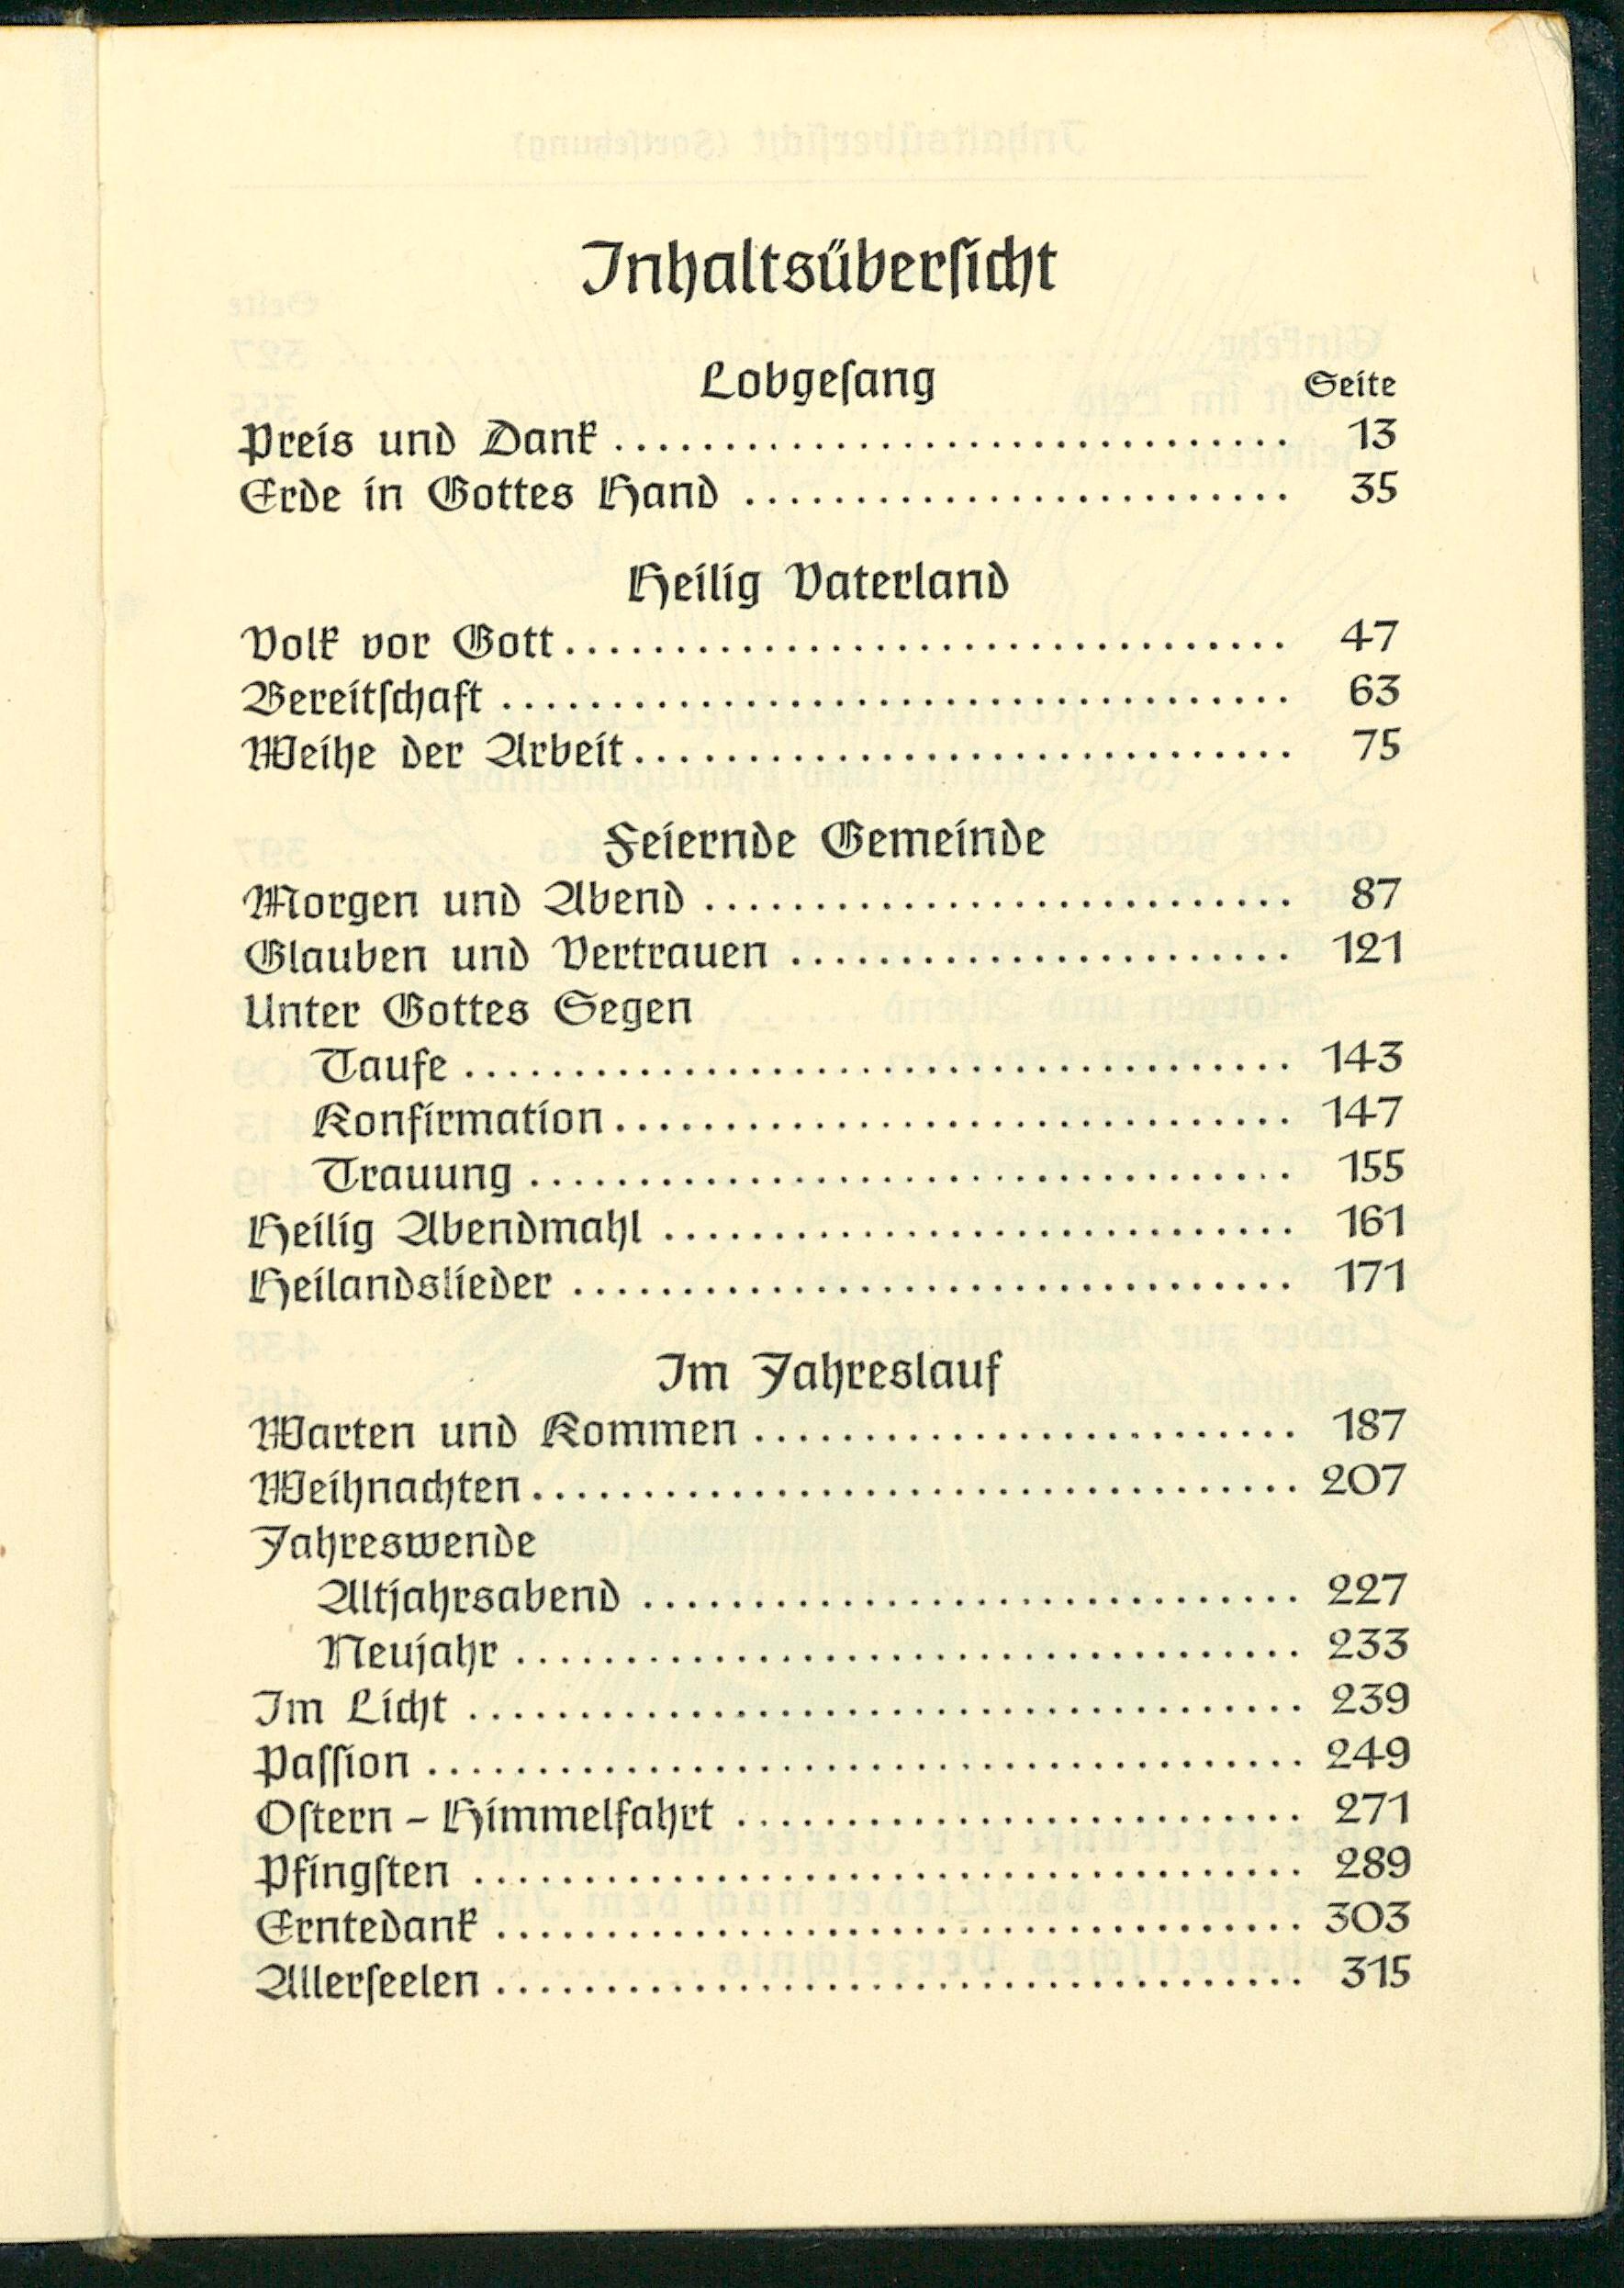 Inhaltsüberſicht
Lobgeſang Seite
Preis und Dank ............................... 13
Erde in Gottes Hand ......................... 35
Heilig Vaterland
Volk vor Gott................................. 47
Bereitſchaft .................................... 63
Weihe der Arbeit.............................. 75
Feiernde Gemeinde
Morgen und Abend ........................... 87
Glauben und Vertrauen ....................... 121
Unter Gottes Segen
Taufe ...................................... 143
Konfirmation............................... 147
Trauung ................................... 155
Heilig Abendmahl ............................. 161
Heilandslieder ................................. 171
Im Jahreslauf
Warten und Kommen ......................... 187
Weihnachten................................... 207
Jahreswende
Altjahrsabend .............................. 227
Neujahr .................................... 233
Im Licht ...................................... 239
Paſſion ........................................ 249
Oſtern - Himmelfahrt .......................... 271
Pfingſten ...................................... 289
Erntedank ..................................... 303
Allerſeelen ..................................... 315